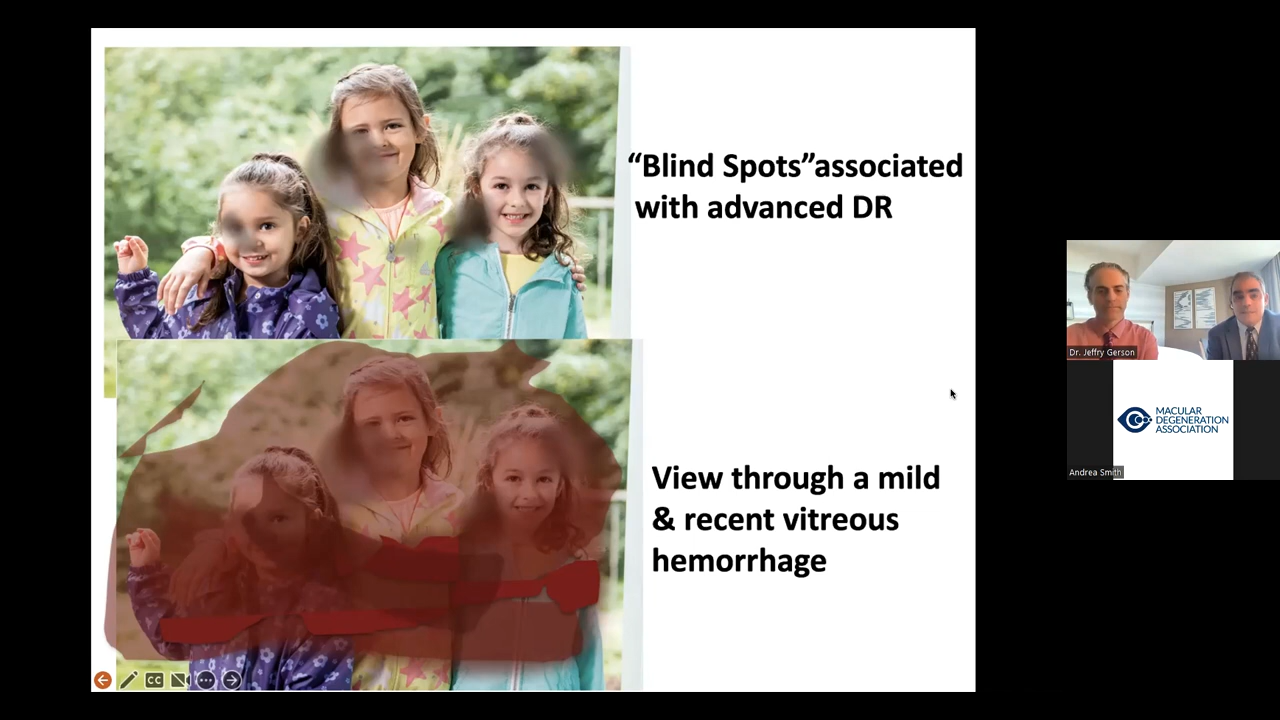 “Blind Spots”associated
with advanced DR
View through a mild
& recent vitreous
hemorrhage
CC
Dr. Jeffry Gerson
MACULAR
DEGENERATION
ASSOCIATION
Andrea Smith